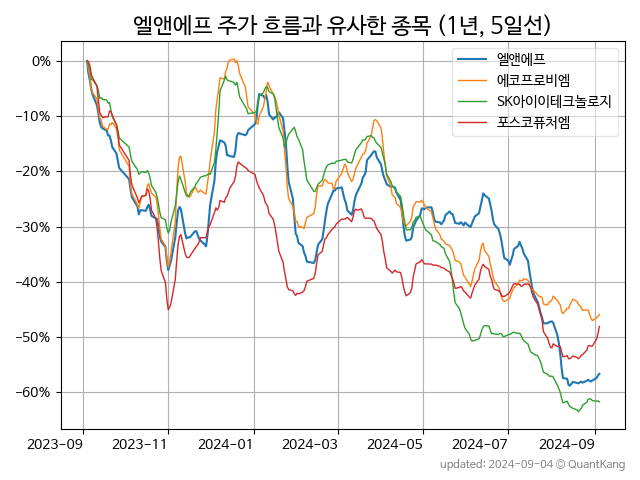 엘앤에프 주가 흐름과 유사한 종목 (1년, 5일선)
엘앤에프
에코프로비엠
SK아이이테크놀로지
포스코퓨처엠
0%
−10%
−20%
−30%
−40%
−50%
−60%
2023-09 2023-11 2024-01 2024-03 2024-05 2024-07 2024-09
updated: 2024-09-04 © QuantKang